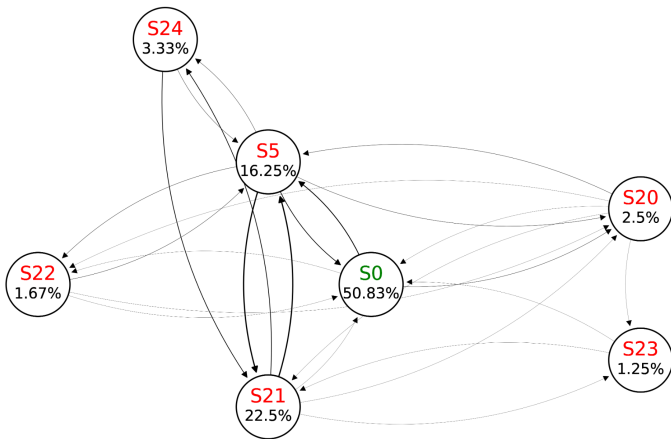 S24
3.33%
S5
16.25%
S20
2.5%
S22
1.67%
S0
50.83%
S23
1.25%
S21
22.5%